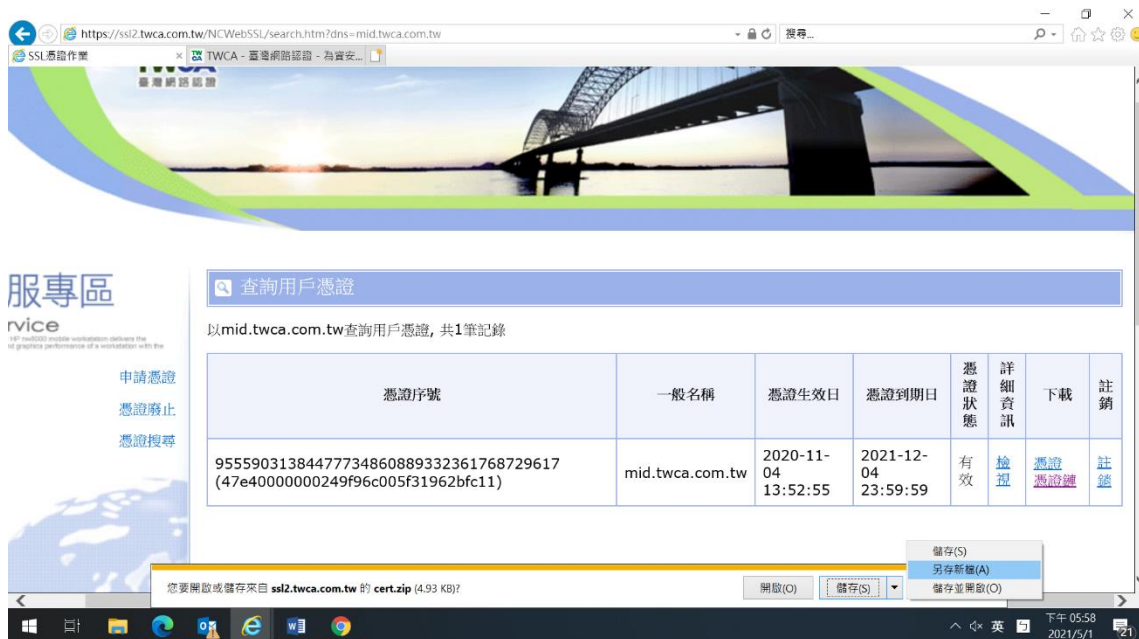 https://ssl2.twca.com.tw/NCWebSSL/search.htm?dns=mid.twca.com.tw
搜尋...
SSL憑證作業
TWCA - 臺灣網路認證 - 為資安...
臺灣網路認證
服專區
rvice
查詢用戶憑證
以mid.twca.com.tw查詢用戶憑證, 共1筆記錄
申請憑證
憑證廢止
憑證搜尋
憑證序號
一般名稱
憑證生效日
憑證到期日
憑證狀態
詳細資訊
下載
註銷
95559031384477734860889332361768729617
(47e40000000249f96c005f31962bfc11)
mid.twca.com.tw
2020-11-
04
13:52:55
2021-12-
04
23:59:59
有效
檢視
憑證
憑證鏈
註銷
儲存(S)
另存新檔(A)
儲存並開啟(O)
您要開啟或儲存來自 ssl2.twca.com.tw 的 cert.zip (4.93 KB)?
開啟(O)
儲存(S)
英
下午 05:58
2021/5/1
21